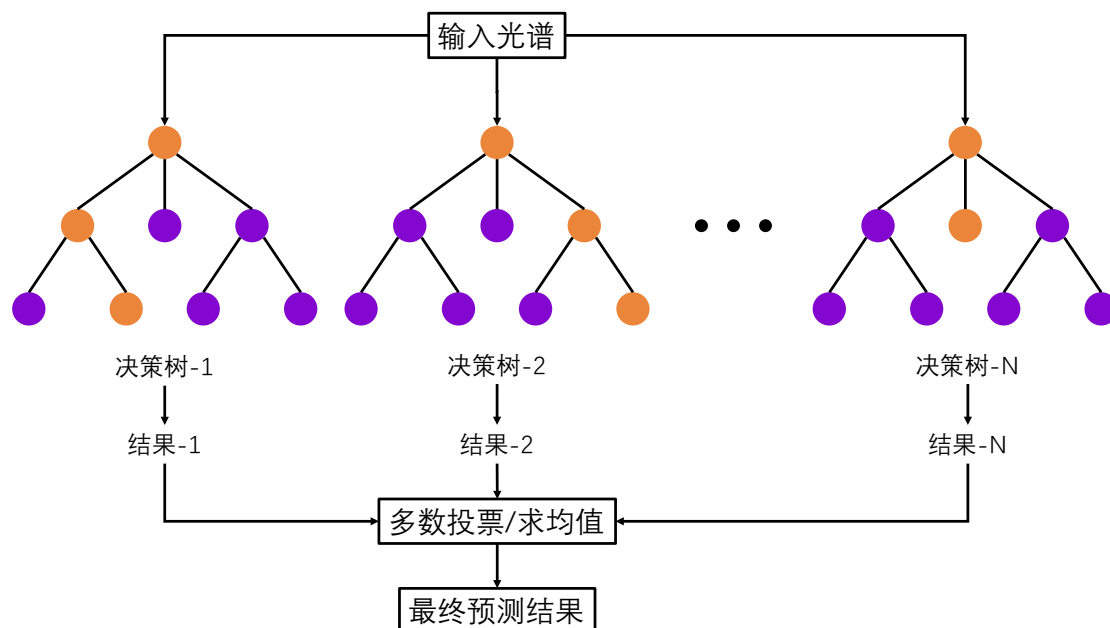 输入光谱
决策树-1
决策树-2
决策树-N
结果-1
结果-2
结果-N
多数投票/求均值
最终预测结果